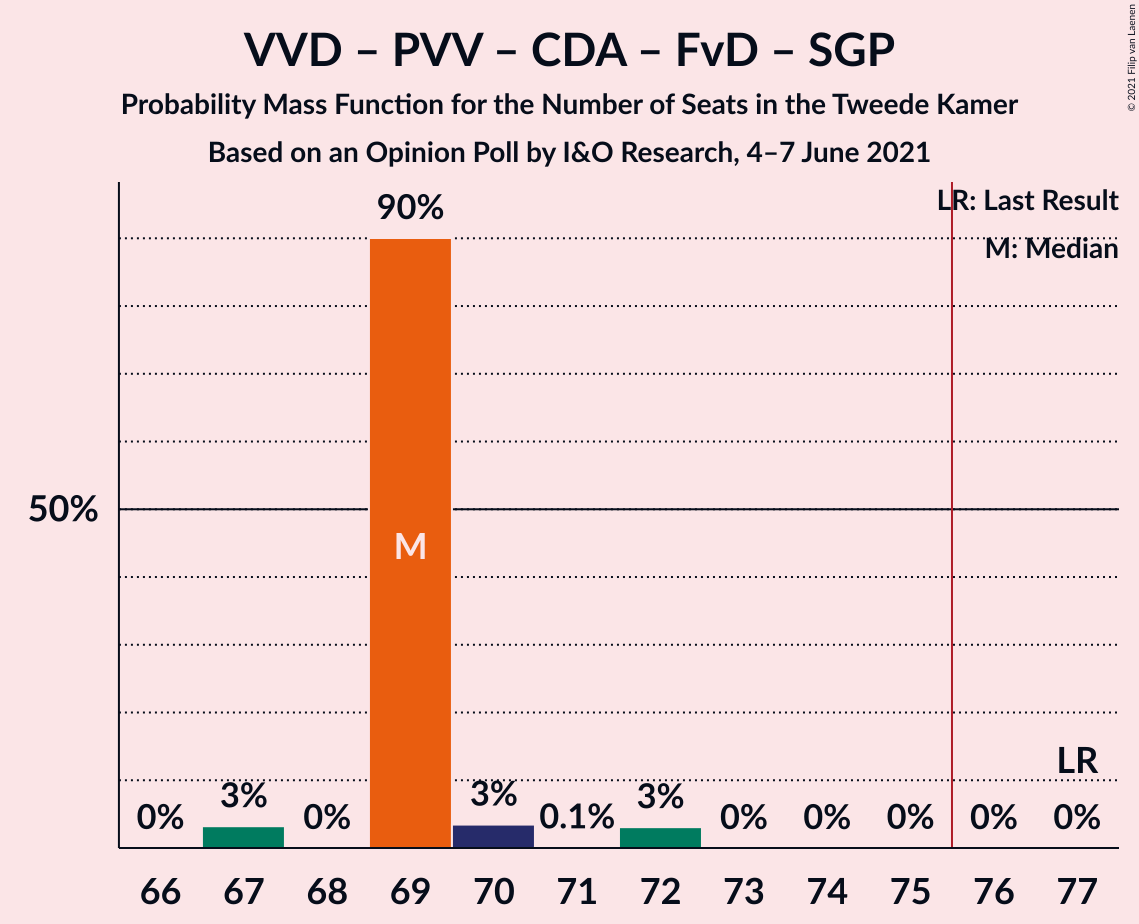 VVD – PVV – CDA – FvD – SGP
Probability Mass Function for the Number of Seats in the Tweede Kamer
Based on an Opinion Poll by I&O Research, 4–7 June 2021
© 2021 Filip van Laenen
LR: Last Result
M: Median
90%
50%
M
LR
0% 3% 0% 3% 0.1% 3% 0% 0% 0% 0% 0%
66 67 68 69 70 71 72 73 74 75 76 77